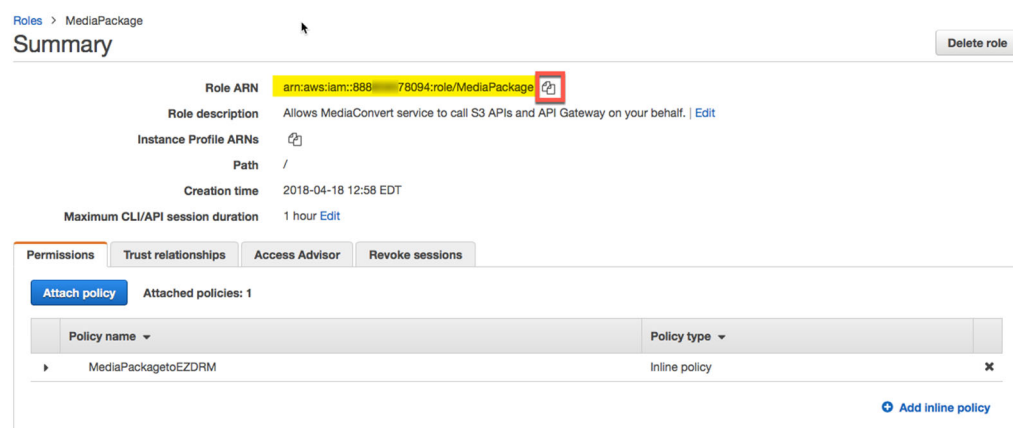 Roles > MediaPackage
Summary
Delete role
Role ARN arn:aws:iam::888 78094:role/MediaPackage
Role description Allows MediaConvert service to call S3 APIs and API Gateway on your behalf. | Edit
Instance Profile ARNs
Path /
Creation time 2018-04-18 12:58 EDT
Maximum CLI/API session duration 1 hour Edit
Permissions Trust relationships Access Advisor Revoke sessions
Attach policy Attached policies: 1
Policy name Policy type
MediaPackagetoEZDRM Inline policy
Add inline policy